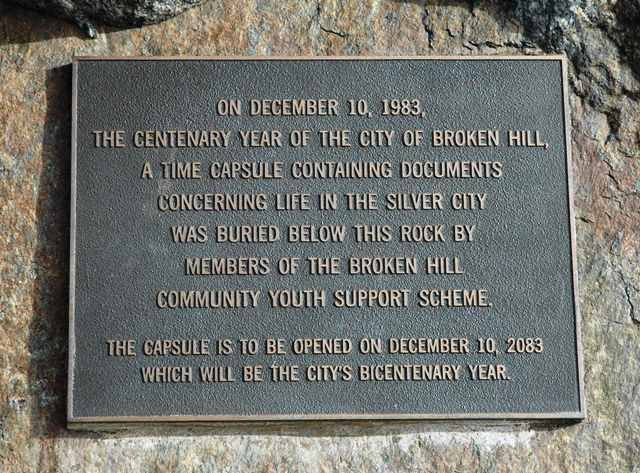 ON DECEMBER 10, 1983,
THE CENTENARY YEAR OF THE CITY OF BROKEN HILL,
A TIME CAPSULE CONTAINING DOCUMENTS
CONCERNING LIFE IN THE SILVER CITY
WAS BURIED BELOW THIS ROCK BY
MEMBERS OF THE BROKEN HILL
COMMUNITY YOUTH SUPPORT SCHEME.
THE CAPSULE IS TO BE OPENED ON DECEMBER 10, 2083
WHICH WILL BE THE CITY'S BICENTENARY YEAR.